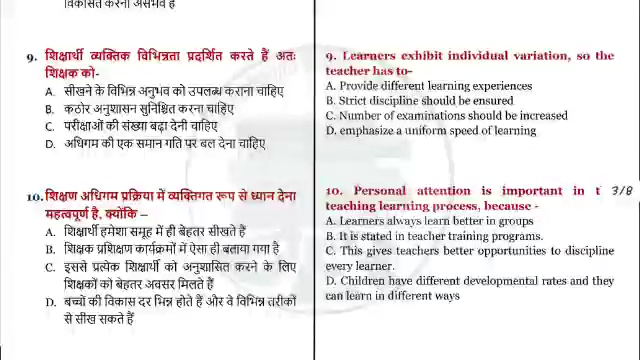 विकसित करना असंभव है
9. शिक्षार्थी व्यक्तिक विभिन्नता प्रदर्शित करते हैं अतः
शिक्षक को-
A. सीखने के विभिन्न अनुभव को उपलब्ध कराना चाहिए
B. कठोर अनुशासन सुनिश्चित करना चाहिए
C. परीक्षाओं की संख्या बढ़ा देनी चाहिए
D. अधिगम की एक समान गति पर बल देना चाहिए
10. शिक्षण अधिगम प्रक्रिया में व्यक्तिगत रूप से ध्यान देना
महत्वपूर्ण है, क्योंकि –
A. शिक्षार्थी हमेशा समूह में ही बेहतर सीखते हैं
B. शिक्षक प्रशिक्षण कार्यक्रमों में ऐसा ही बताया गया है
C. इससे प्रत्येक शिक्षार्थी को अनुशासित करने के लिए
शिक्षकों को बेहतर अवसर मिलते हैं
D. बच्चों की विकास दर भिन्न होते हैं और वे विभिन्न तरीकों
से सीख सकते हैं
9. Learners exhibit individual variation, so the
teacher has to-
A. Provide different learning experiences
B. Strict discipline should be ensured
C. Number of examinations should be increased
D. emphasize a uniform speed of learning
10. Personal attention is important in t 3/8
teaching learning process, because -
A. Learners always learn better in groups
B. It is stated in teacher training programs.
C. This gives teachers better opportunities to discipline
every learner.
D. Children have different developmental rates and they
can learn in different ways